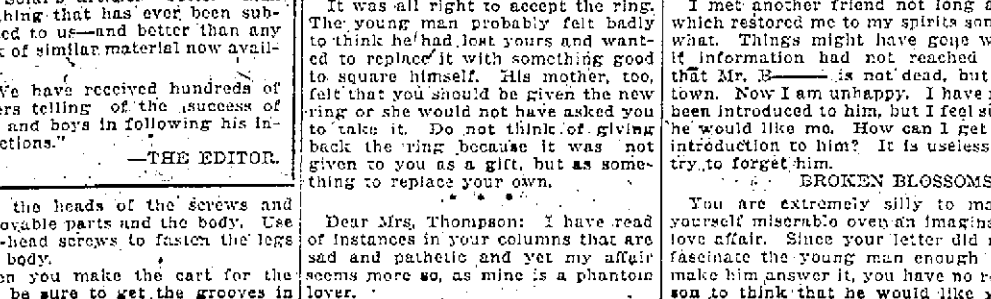 thing that has ever been sub-
ed to us—and better than any
of similar material now avail-
We have received hundreds of
ers telling of the success of
and boys in following his in-
ctions."
—THE EDITOR.
the heads of the screws and
ovable parts and the body. Use
-head screws to fasten the legs
body.
en you make the cart for the
be sure to get the grooves in
It was all right to accept the ring.
The young man probably felt badly
to think he had lost yours and want-
ed to replace it with something good
to square himself. His mother, too,
felt that you should be given the new
ring or she would not have asked you
to take it. Do not think of giving
back the ring because it was not
given to you as a gift, but as some-
thing to replace your own.
* * *
Dear Mrs. Thompson: I have read
of instances in your columns that are
sad and pathetic and yet my affair
seems more so, as mine is a phantom
lover.
I met another friend not long a
which restored me to my spirits som
what. Things might have gone w
if information had not reached
that Mr. B—— is not dead, but
town. Now I am unhappy. I have
been introduced to him, but I feel s
he would like me. How can I get
introduction to him? It is useless
try to forget him.
BROKEN BLOSSOMS
You are extremely silly to ma
yourself miserable over an imagina
love affair. Since your letter did
fascinate the young man enough
make him answer it, you have no r
son to think that he would like